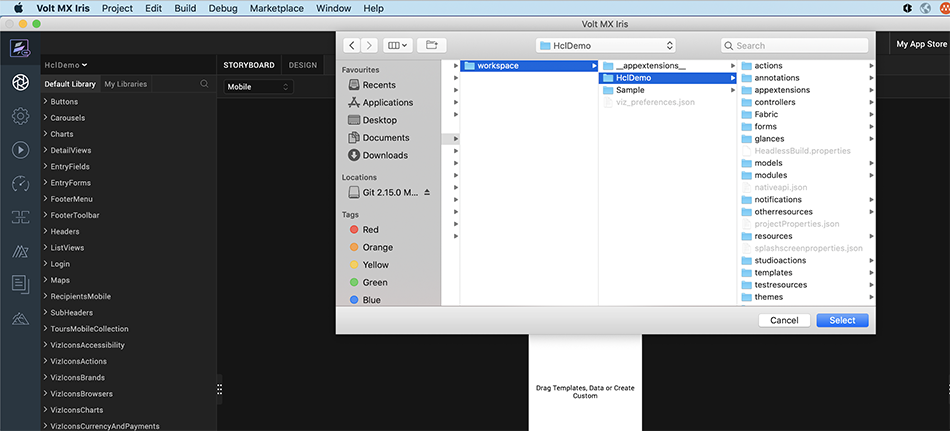 Volt MX Iris Project Edit Build Debug Marketplace Window Help
Volt MX Iris
HclDemo
Default Library My Libraries
Buttons
Carousels
Charts
DetailViews
EntryFields
EntryForms
FooterMenu
FooterToolbar
Headers
ListViews
Login
Maps
RecipientsMobile
SubHeaders
ToursMobileCollection
VizIconsAccessibility
VizIconsActions
VizIconsBrands
VizIconsBrowsers
VizIconsCharts
VizIconsCurrencyAndPayments
STORYBOARD DESIGN
Mobile
HclDemo
Search
My App Store
Favourites
Recents
Applications
Desktop
Documents
Downloads
Locations
Git 2.15.0 M...
Tags
Red
Orange
Yellow
Green
Blue
workspace
__appextensions__
HclDemo
Sample
viz_preferences.json
actions
annotations
appextensions
controllers
Fabric
forms
glances
HeadlessBuild.properties
models
modules
nativeapi.json
notifications
otherresources
projectProperties.json
resources
splashscreenproperties.json
studioactions
templates
testresources
themes
Cancel Select
Drag Templates, Data or Create
Custom